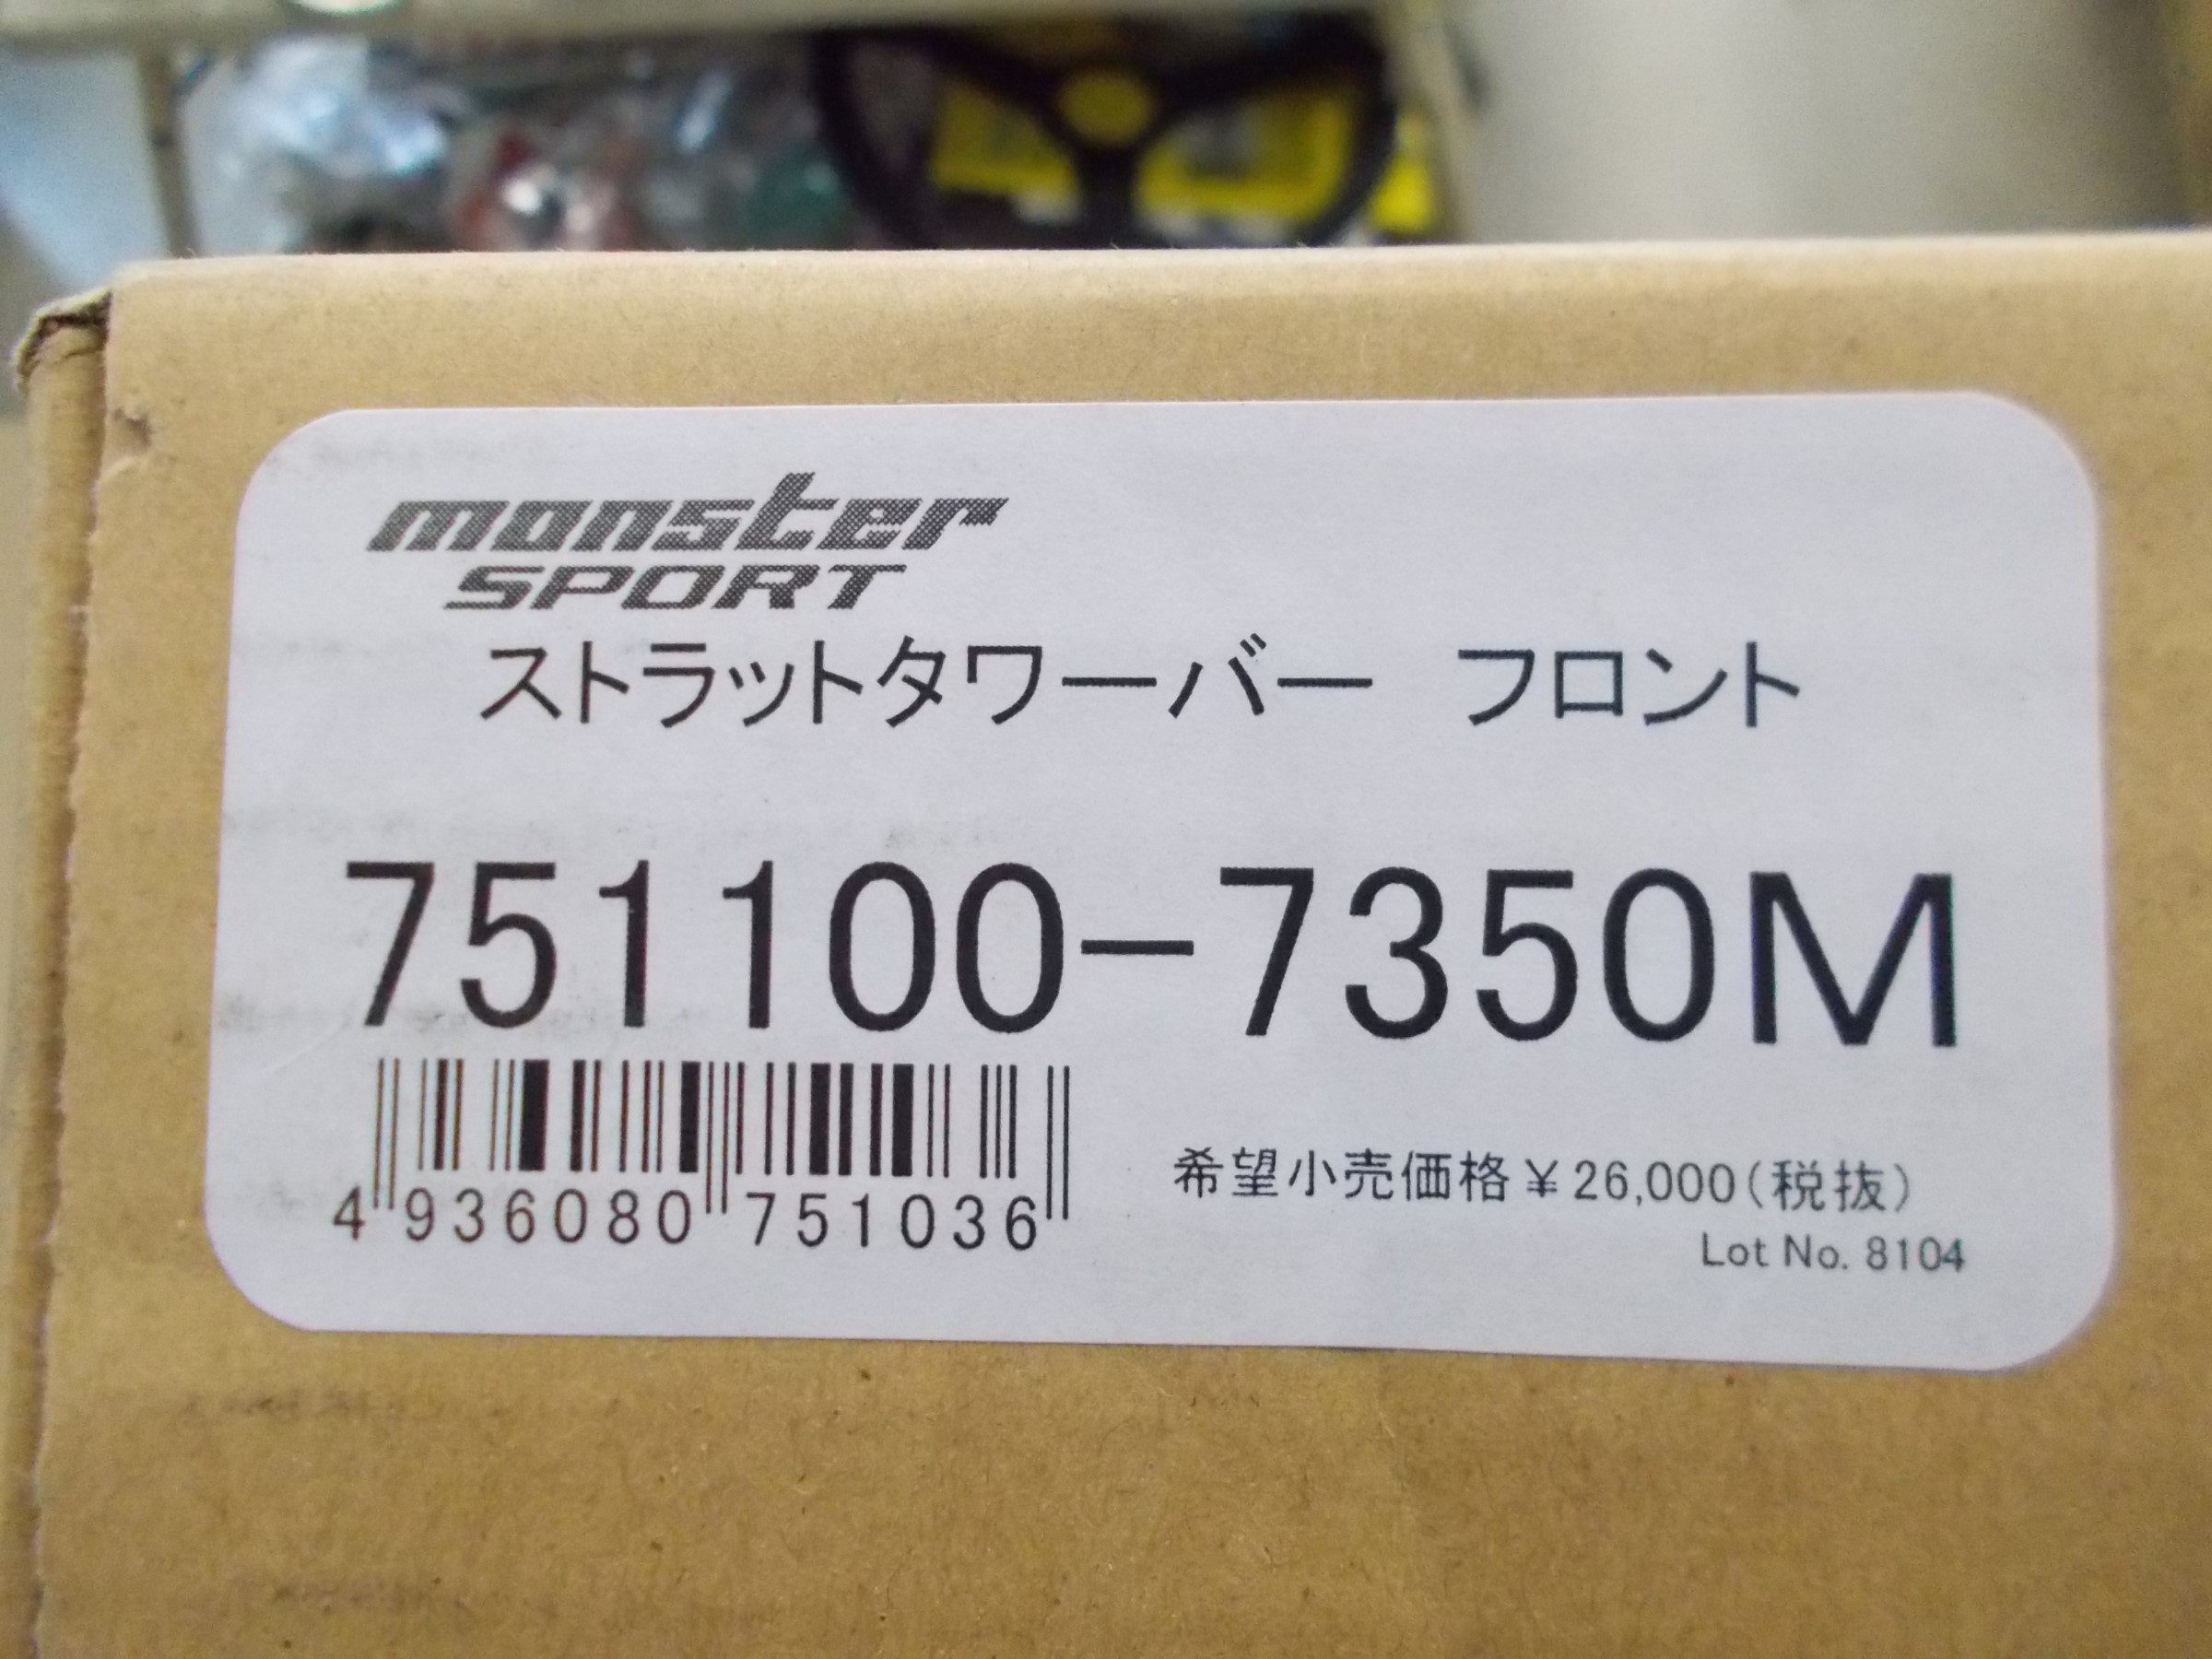 monster
SPORT
ストラットタワーバー　フロント
751100-7350M
4 936080 751036
希望小売価格￥26,000(税抜)
Lot No. 8104